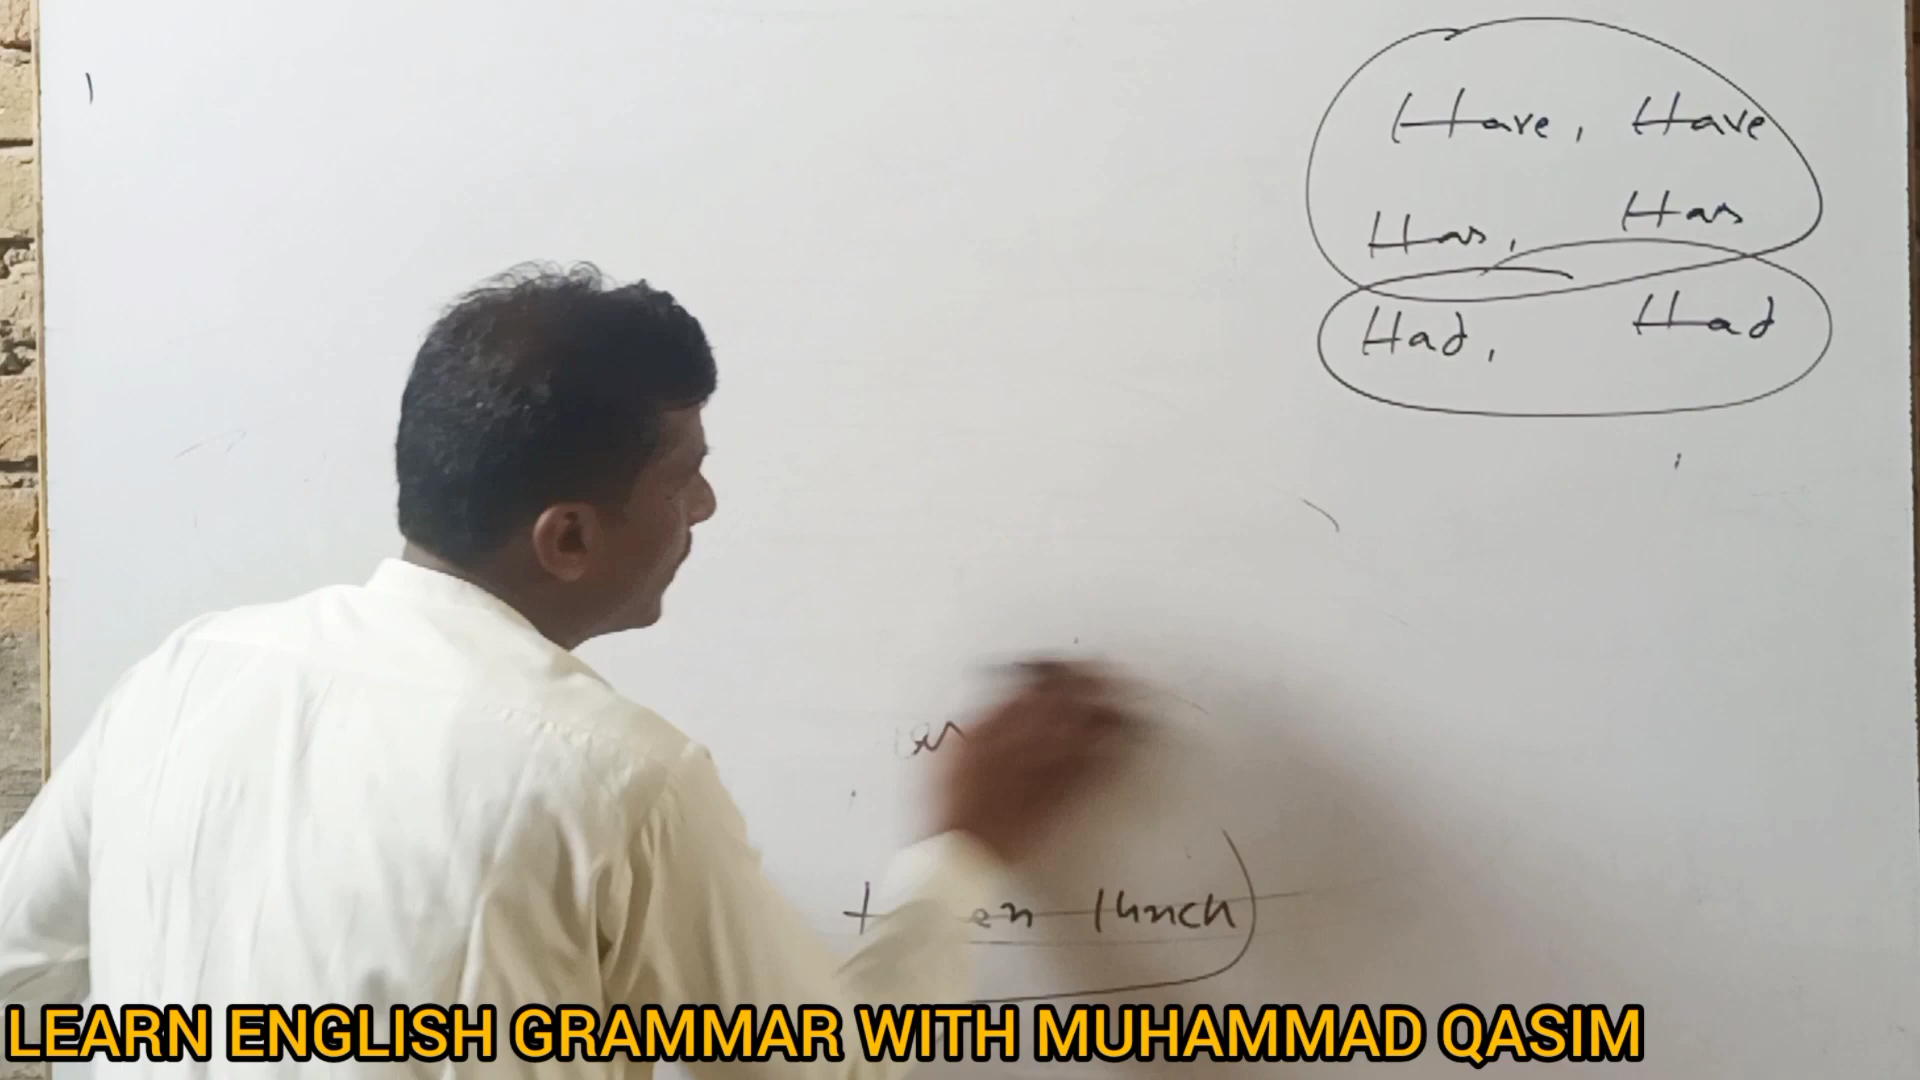 Have, Have
Has, Has
Had, Had
lunch
LEARN ENGLISH GRAMMAR WITH MUHAMMAD QASIM